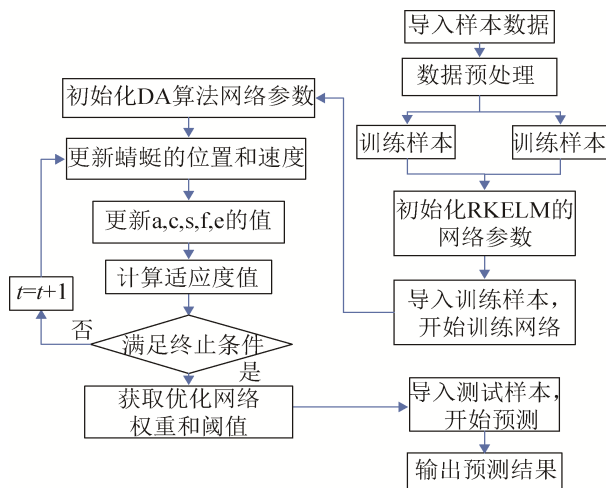 导入样本数据
数据预处理
训练样本
训练样本
初始化RKELM的
网络参数
导入训练样本，
开始训练网络
初始化DA算法网络参数
更新蜻蜓的位置和速度
更新a,c,s,f,e的值
计算适应度值
t=t+1
否
满足终止条件
是
获取优化网络
权重和阈值
导入测试样本，
开始预测
输出预测结果